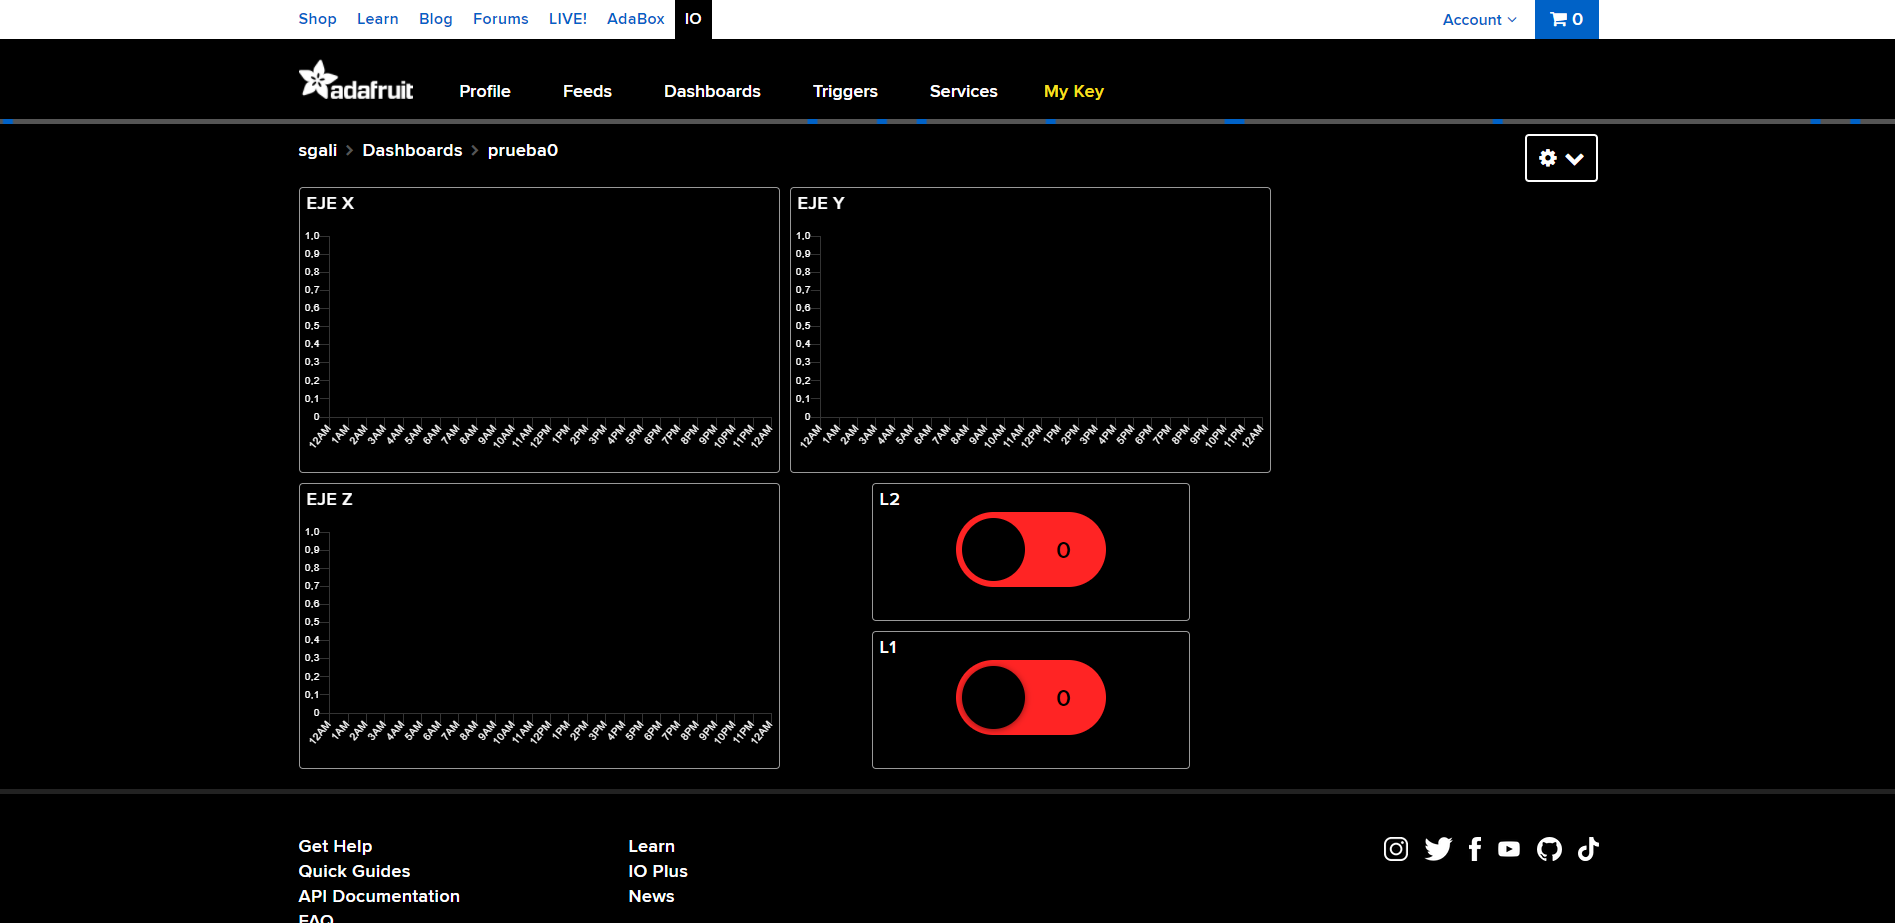 Shop Learn Blog Forums LIVE! AdaBox IO Account 0
adafruit Profile Feeds Dashboards Triggers Services My Key
sgali > Dashboards > prueba0
EJE X
1,0
0,9
0,8
0,7
0,6
0,5
0,4
0,3
0,2
0,1
0
12AM 1AM 2AM 3AM 4AM 5AM 6AM 7AM 8AM 9AM 10AM 11AM 12PM 1PM 2PM 3PM 4PM 5PM 6PM 7PM 8PM 9PM 10PM 11PM 12AM
EJE Y
1,0
0,9
0,8
0,7
0,6
0,5
0,4
0,3
0,2
0,1
0
12AM 1AM 2AM 3AM 4AM 5AM 6AM 7AM 8AM 9AM 10AM 11AM 12PM 1PM 2PM 3PM 4PM 5PM 6PM 7PM 8PM 9PM 10PM 11PM 12AM
EJE Z
1,0
0,9
0,8
0,7
0,6
0,5
0,4
0,3
0,2
0,1
0
12AM 1AM 2AM 3AM 4AM 5AM 6AM 7AM 8AM 9AM 10AM 11AM 12PM 1PM 2PM 3PM 4PM 5PM 6PM 7PM 8PM 9PM 10PM 11PM 12AM
L2
0
L1
0
Get Help
Quick Guides
API Documentation
FAQ
Learn
IO Plus
News